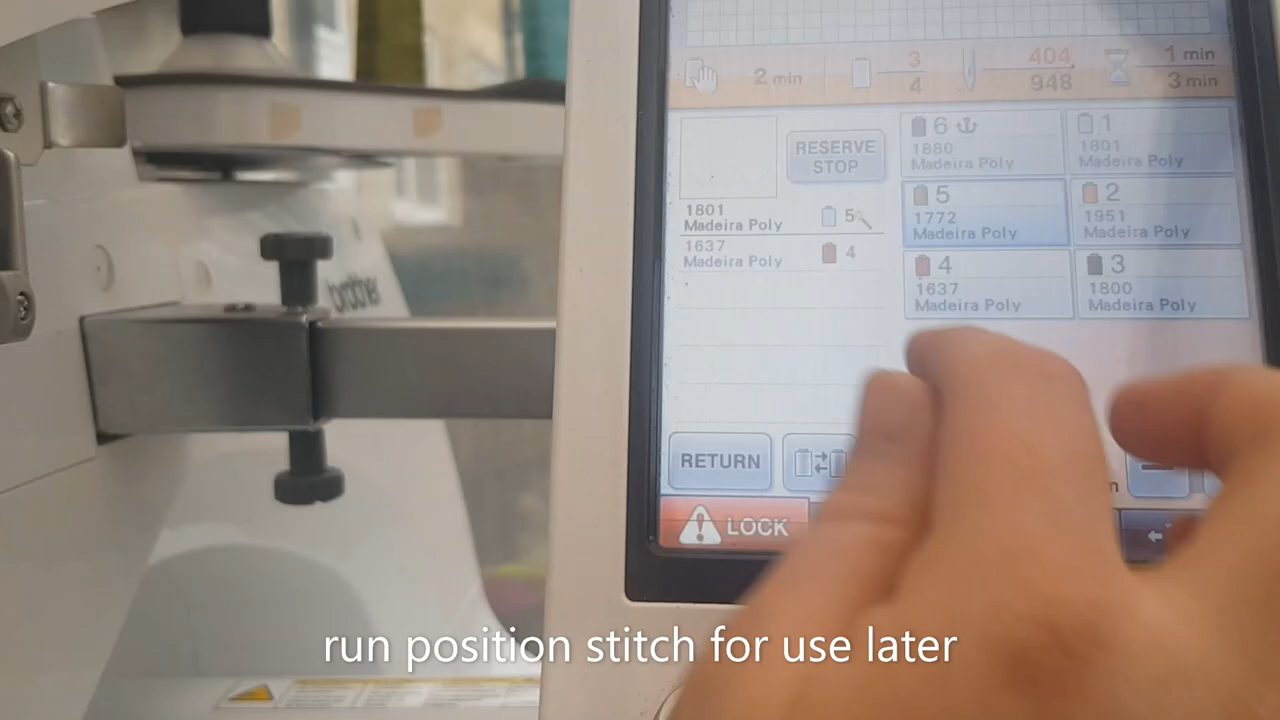 3
404
1 min
2 min
4
948
3 min
RESERVE
STOP
6
1880
Madeira Poly
1
1801
Madeira Poly
1801
Madeira Poly
5
5
1772
Madeira Poly
2
1951
Madeira Poly
1637
Madeira Poly
4
4
1637
Madeira Poly
3
1800
Madeira Poly
brother
RETURN
LOCK
run position stitch for use later